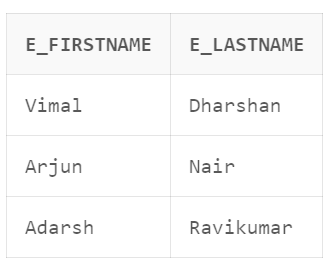 E_FIRSTNAME E_LASTNAME
Vimal Dharshan
Arjun Nair
Adarsh Ravikumar